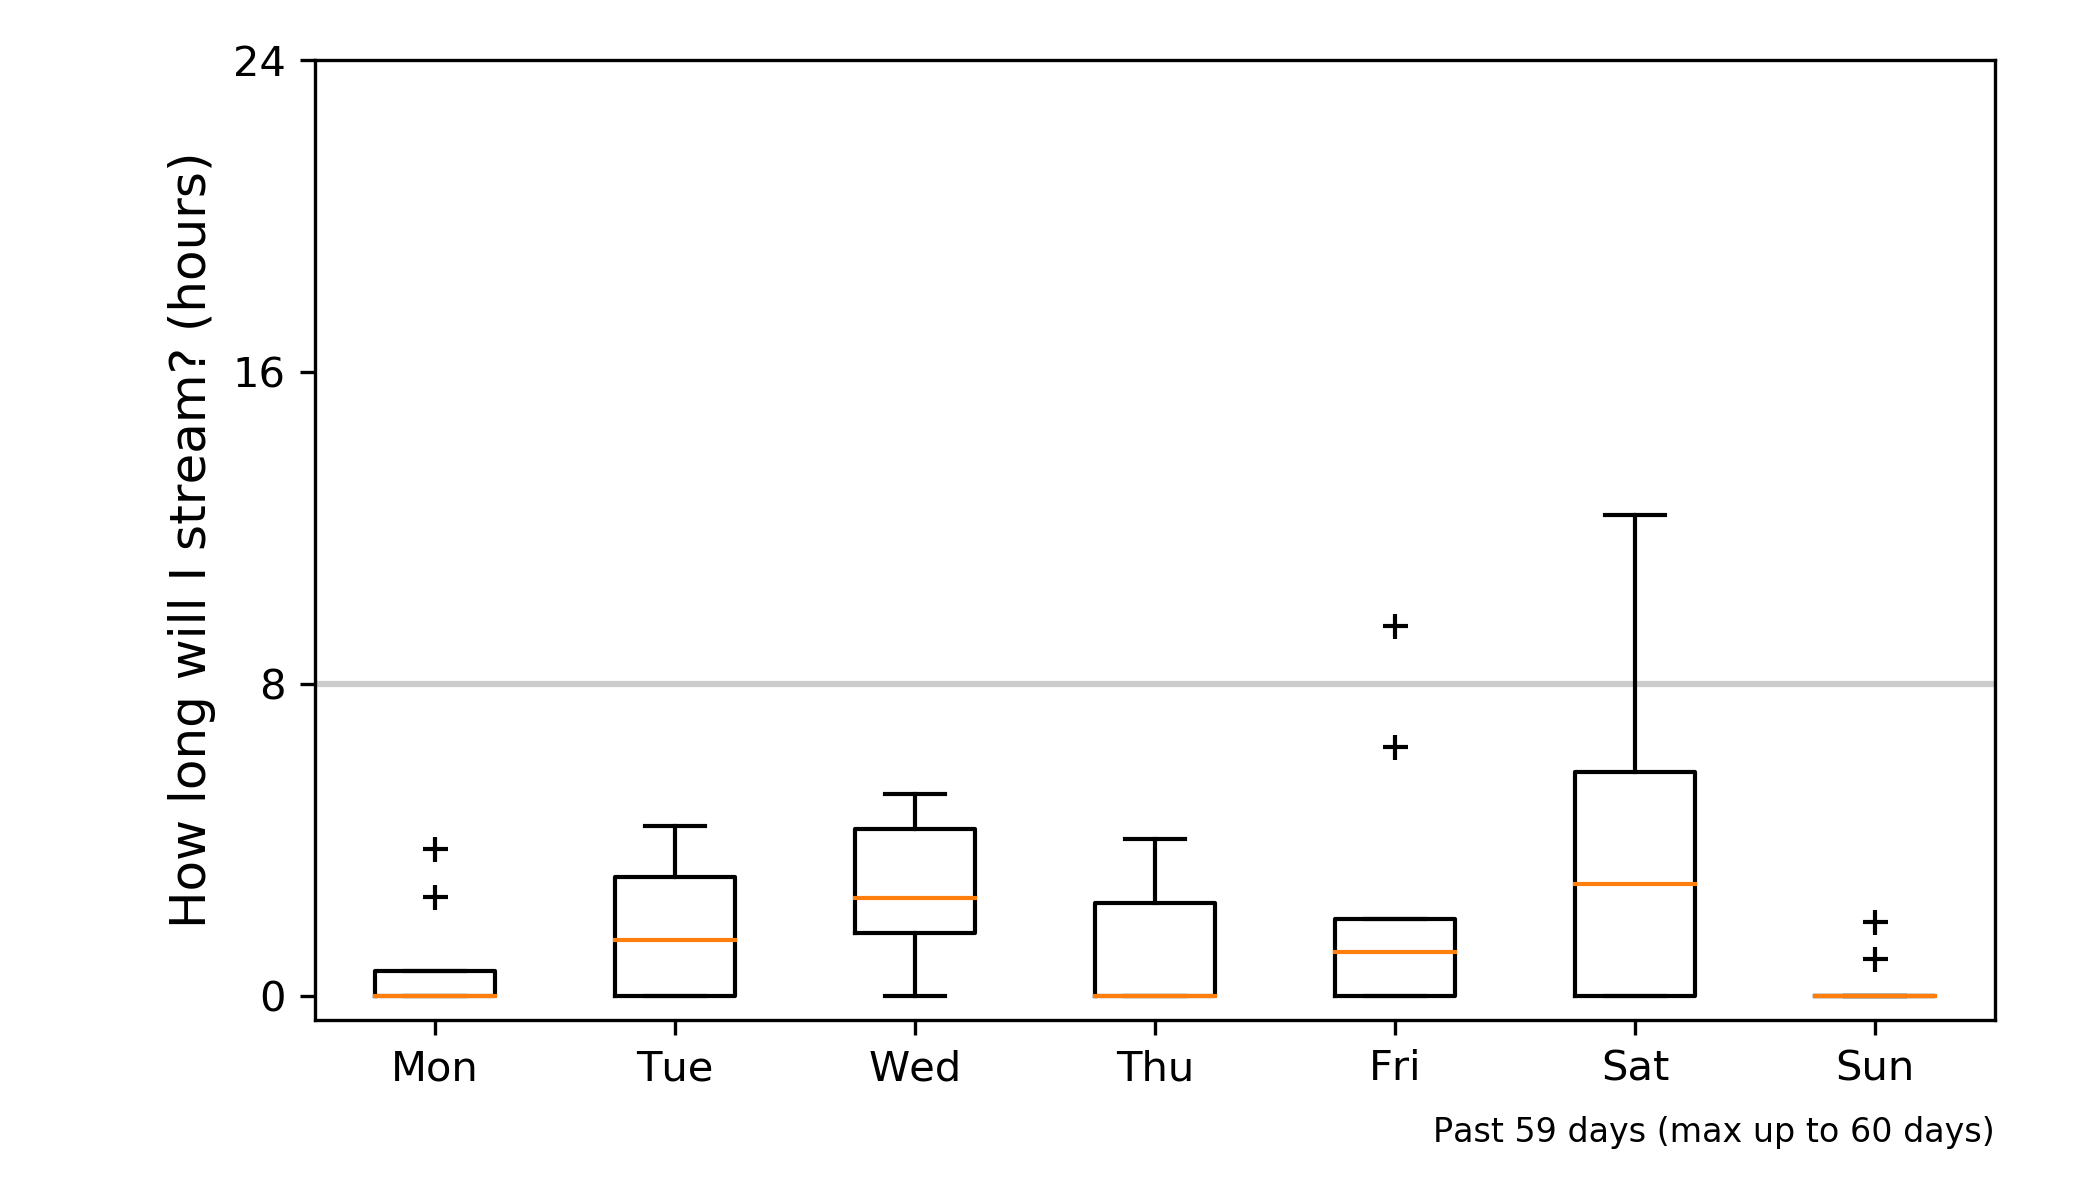 How long will I stream? (hours)
24
16
8
0
Mon Tue Wed Thu Fri Sat Sun
Past 59 days (max up to 60 days)